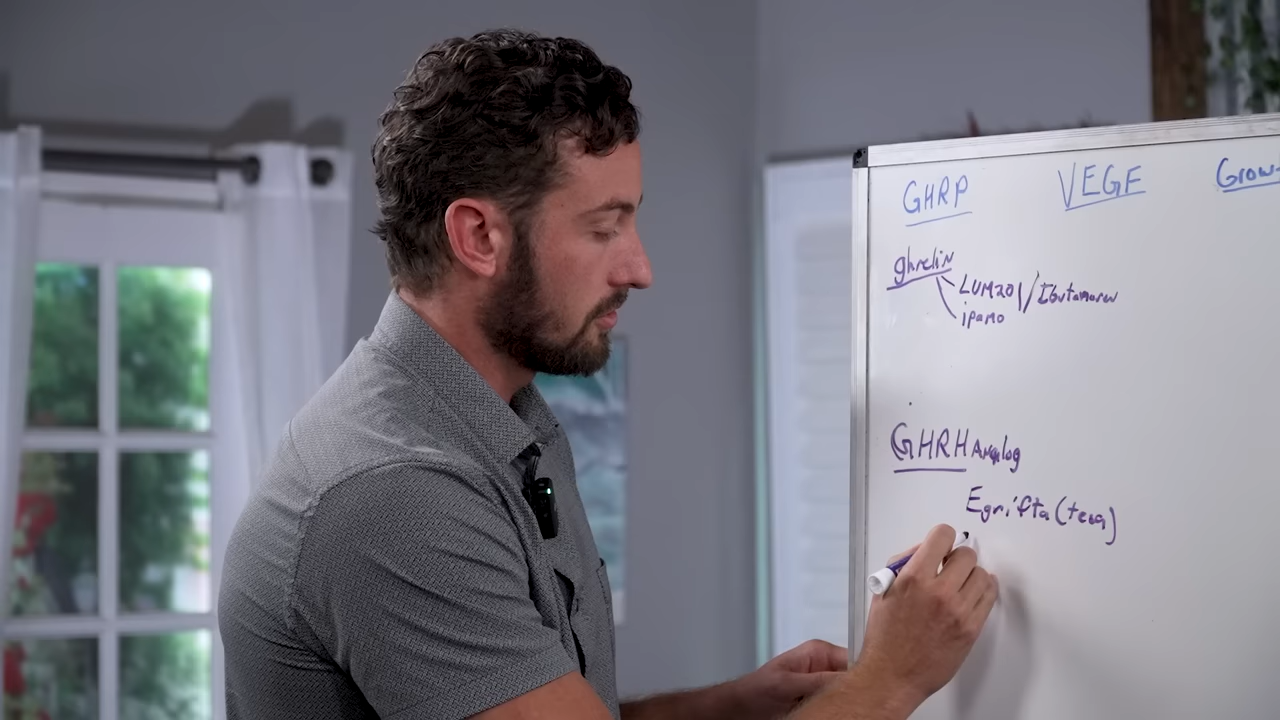 GHRP VEGF Grow
ghrelin
LUM201/Ibutamoren
ipamo
GHRH Analog
Egrifta (tesa)